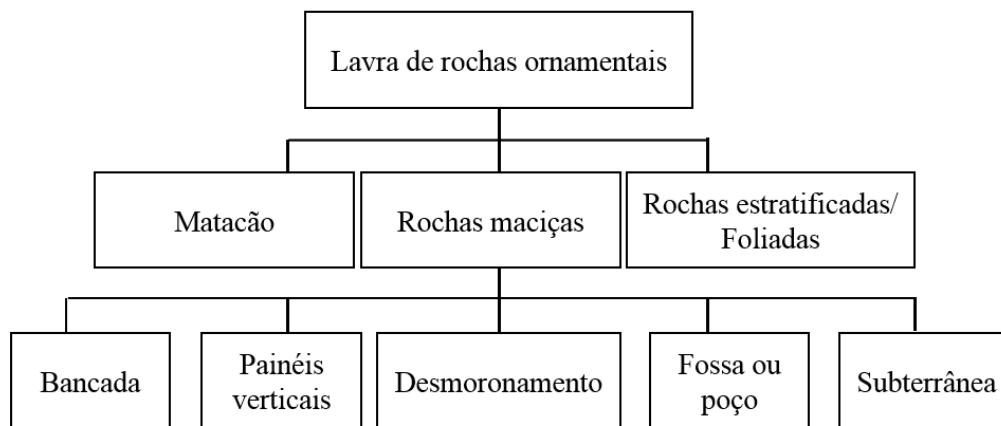 Lavra de rochas ornamentais
Matacão
Rochas maciças
Rochas estratificadas/
Foliadas
Bancada
Painéis
verticais
Desmoronamento
Fossa ou
poço
Subterrânea